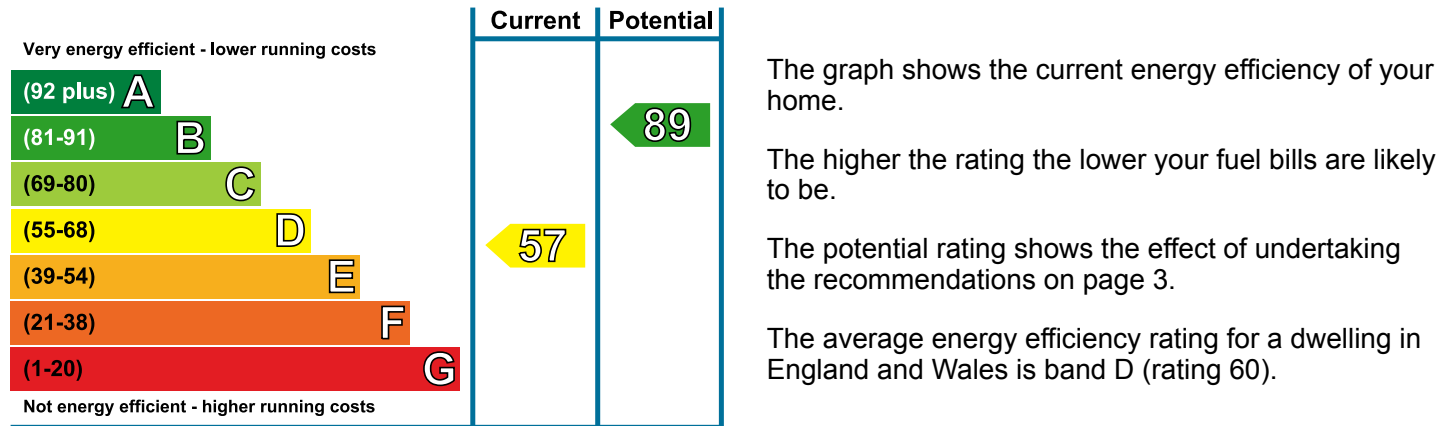 Current Potential
Very energy efficient - lower running costs
(92 plus) A
(81-91) B
(69-80) C
(55-68) D
(39-54) E
(21-38) F
(1-20) G
Not energy efficient - higher running costs
57
89
The graph shows the current energy efficiency of your
home.
The higher the rating the lower your fuel bills are likely
to be.
The potential rating shows the effect of undertaking
the recommendations on page 3.
The average energy efficiency rating for a dwelling in
England and Wales is band D (rating 60).